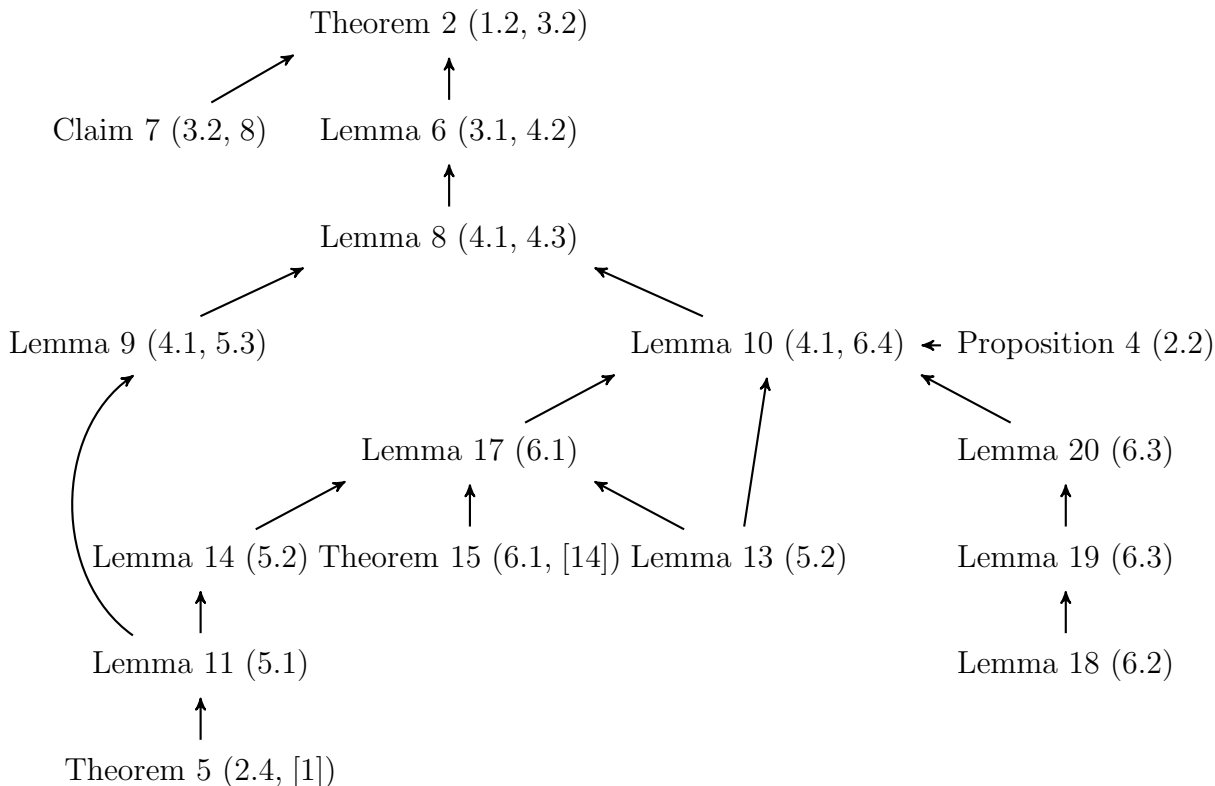 Theorem 2 (1.2, 3.2)
Claim 7 (3.2, 8) Lemma 6 (3.1, 4.2)
Lemma 8 (4.1, 4.3)
Lemma 9 (4.1, 5.3) Lemma 10 (4.1, 6.4) Proposition 4 (2.2)
Lemma 17 (6.1) Lemma 20 (6.3)
Lemma 14 (5.2) Theorem 15 (6.1, [14]) Lemma 13 (5.2) Lemma 19 (6.3)
Lemma 11 (5.1) Lemma 18 (6.2)
Theorem 5 (2.4, [1])